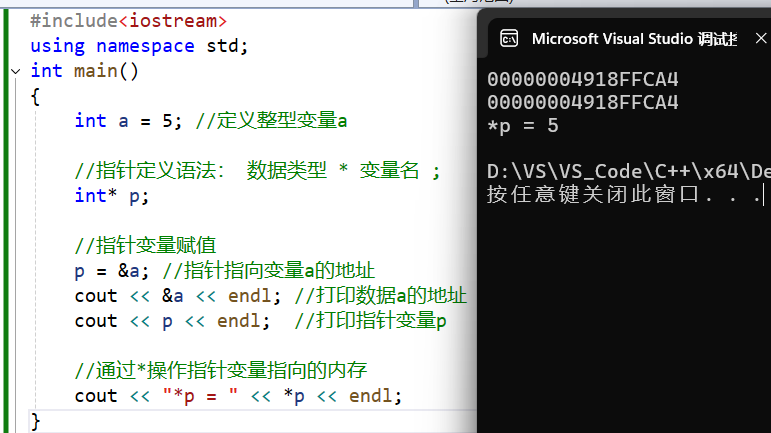 #include<iostream>
using namespace std;
int main()
{
int a = 5; //定义整型变量a
//指针定义语法： 数据类型 * 变量名 ;
int* p;
//指针变量赋值
p = &a; //指针指向变量a的地址
cout << &a << endl; //打印数据a的地址
cout << p << endl;  //打印指针变量p
//通过*操作指针变量指向的内存
cout << "*p = " << *p << endl;
}
Microsoft Visual Studio 调试
00000004918FFCA4
00000004918FFCA4
*p = 5
D:\VS\VS_Code\C++\x64\De
按任意键关闭此窗口. . .